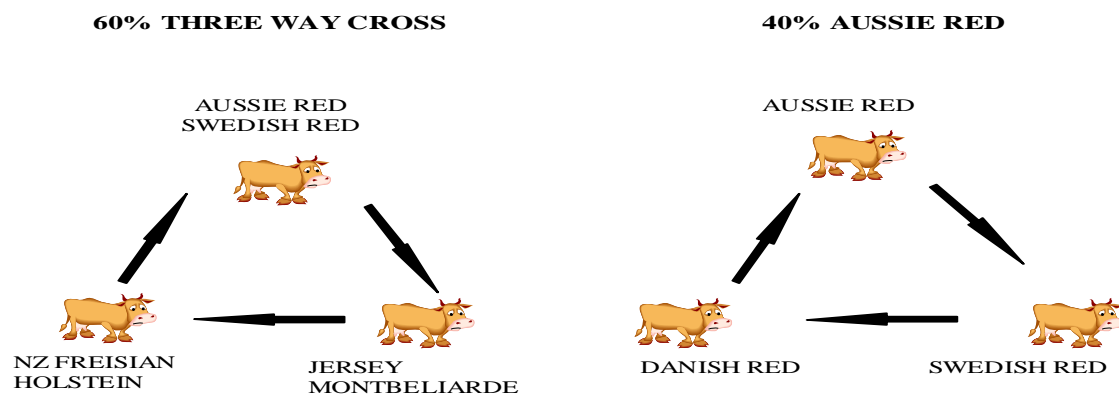 60% THREE WAY CROSS
40% AUSSIE RED
AUSSIE RED
SWEDISH RED
AUSSIE RED
NZ FREISIAN
HOLSTEIN
JERSEY
MONTBELIARDE
DANISH RED
SWEDISH RED